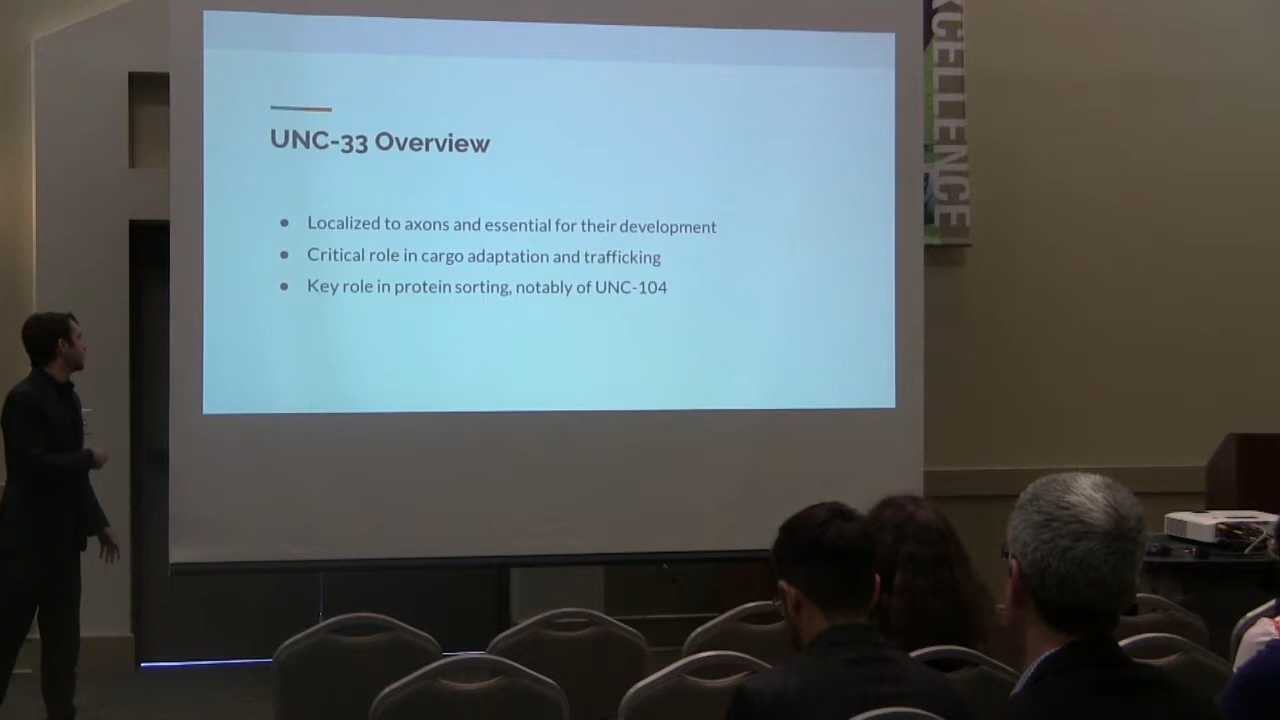 UNC-33 Overview
● Localized to axons and essential for their development
● Critical role in cargo adaptation and trafficking
● Key role in protein sorting, notably of UNC-104
XCELLENCE